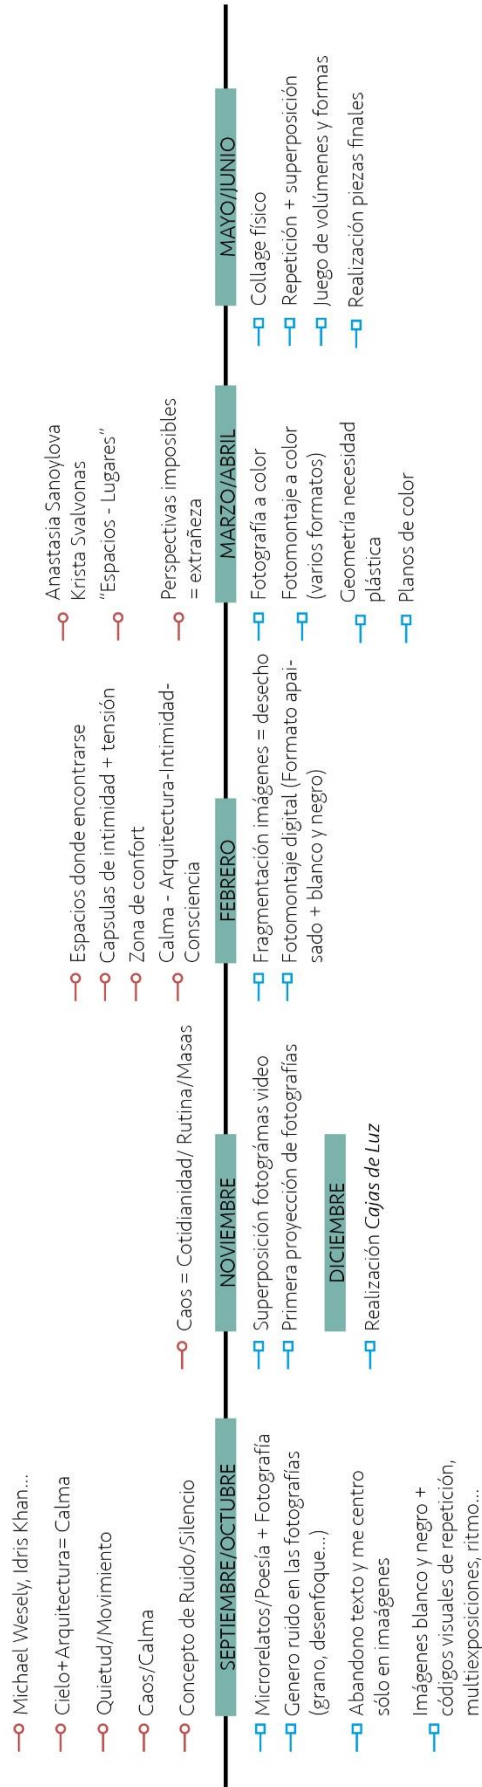 Michael Wesely, Idris Khan...
Cielo+Arquitectura= Calma
Quietud/Movimiento
Caos/Calma
Concepto de Ruido/Silencio
SEPTIEMBRE/OCTUBRE
Microrelatos/Poesía + Fotografía
Genero ruido en las fotografías
(grano, desenfoque...)
Abandono texto y me centro
sólo en imaágenes
Imágenes blanco y negro +
códigos visuales de repetición,
multiexposiciones, ritmo...
Caos = Cotidianidad/ Rutina/Masas
NOVIEMBRE
Superposición fotográmas video
Primera proyección de fotografías
DICIEMBRE
Realización Cajas de Luz
Espacios donde encontrarse
Capsulas de intimidad + tensión
Zona de confort
Calma - Arquitectura-Intimidad-
Consciencia
FEBRERO
Fragmentación imágenes = desecho
Fotomontaje digital (Formato apai-
sado + blanco y negro)
Anastasia Sanoylova
Krista Svalvonas
“Espacios - Lugares”
Perspectivas imposibles
= extrañeza
MARZO/ABRIL
Fotografía a color
Fotomontaje a color
(varios formatos)
Geometría necesidad
plástica
Planos de color
MAYO/JUNIO
Collage físico
Repetición + superposición
Juego de volúmenes y formas
Realización piezas finales